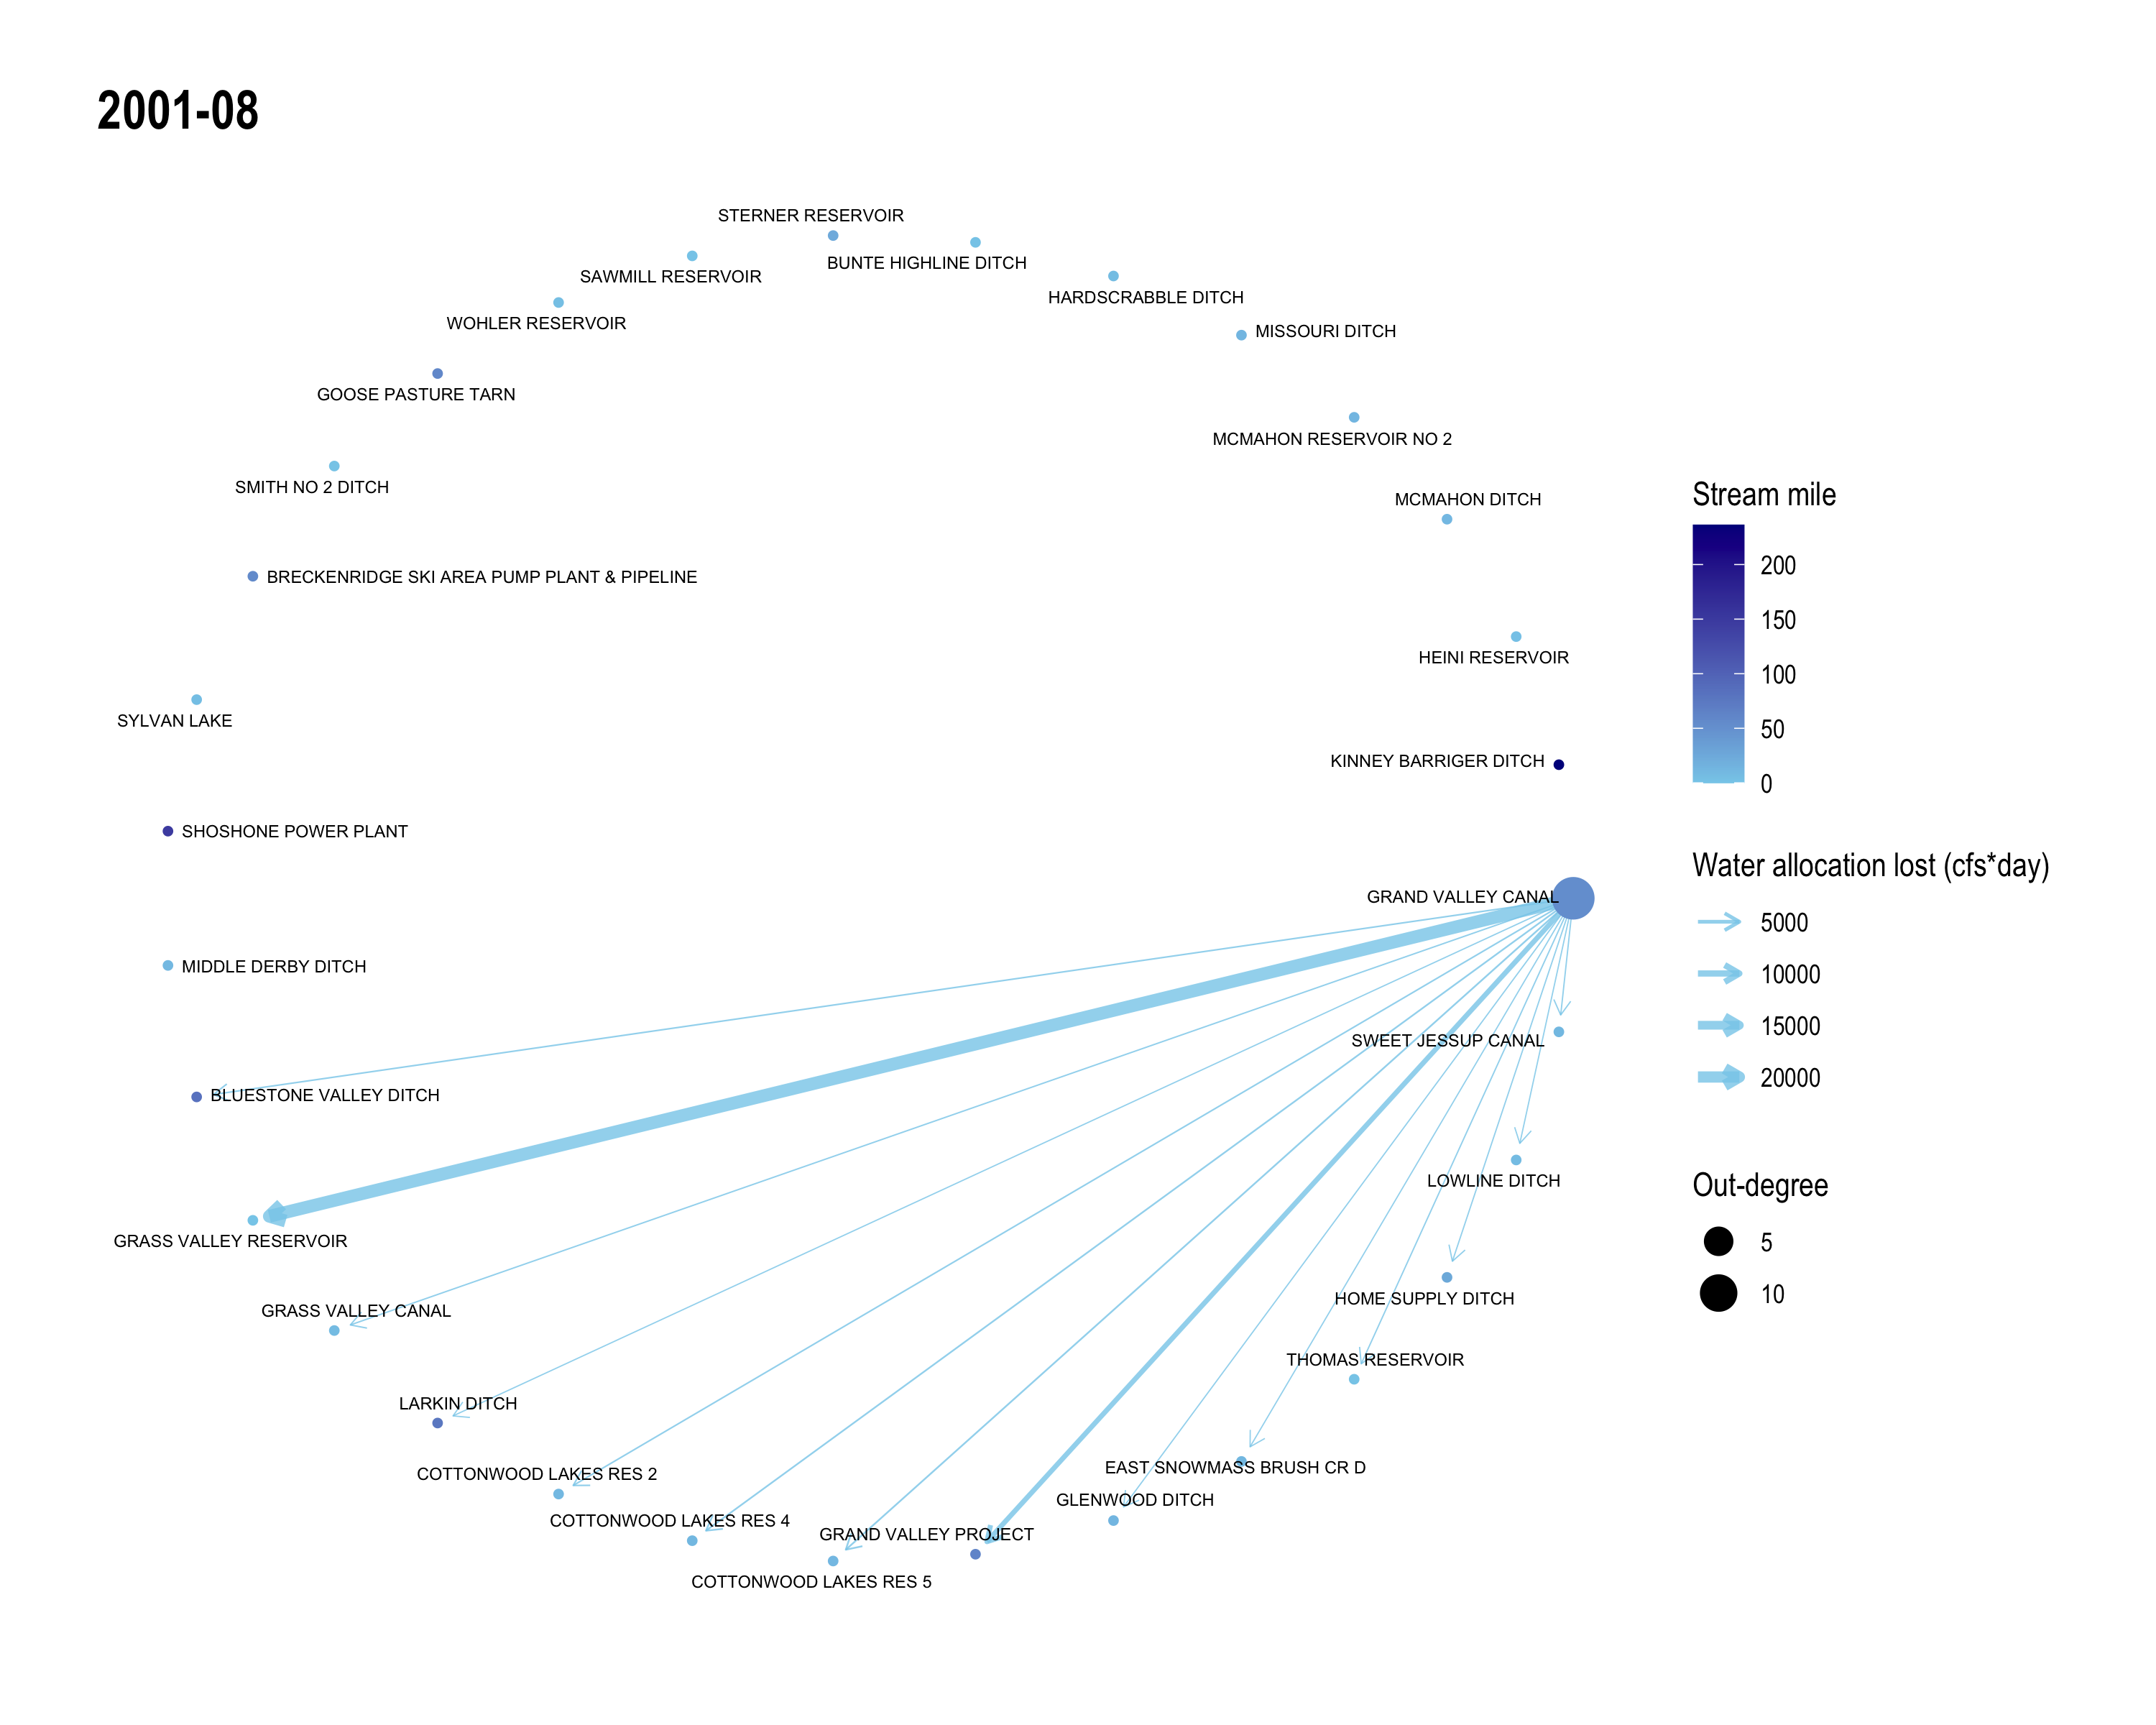 2001-08
STERNER RESERVOIR
BUNTE HIGHLINE DITCH
SAWMILL RESERVOIR
HARDSCRABBLE DITCH
WOHLER RESERVOIR
MISSOURI DITCH
GOOSE PASTURE TARN
MCMAHON RESERVOIR NO 2
SMITH NO 2 DITCH
MCMAHON DITCH
BRECKENRIDGE SKI AREA PUMP PLANT & PIPELINE
HEINI RESERVOIR
SYLVAN LAKE
KINNEY BARRIGER DITCH
SHOSHONE POWER PLANT
GRAND VALLEY CANAL
MIDDLE DERBY DITCH
SWEET JESSUP CANAL
BLUESTONE VALLEY DITCH
LOWLINE DITCH
GRASS VALLEY RESERVOIR
HOME SUPPLY DITCH
GRASS VALLEY CANAL
THOMAS RESERVOIR
LARKIN DITCH
EAST SNOWMASS BRUSH CR D
COTTONWOOD LAKES RES 2
GLENWOOD DITCH
COTTONWOOD LAKES RES 4
GRAND VALLEY PROJECT
COTTONWOOD LAKES RES 5
Stream mile
200
150
100
50
0
Water allocation lost (cfs*day)
5000
10000
15000
20000
Out-degree
5
10